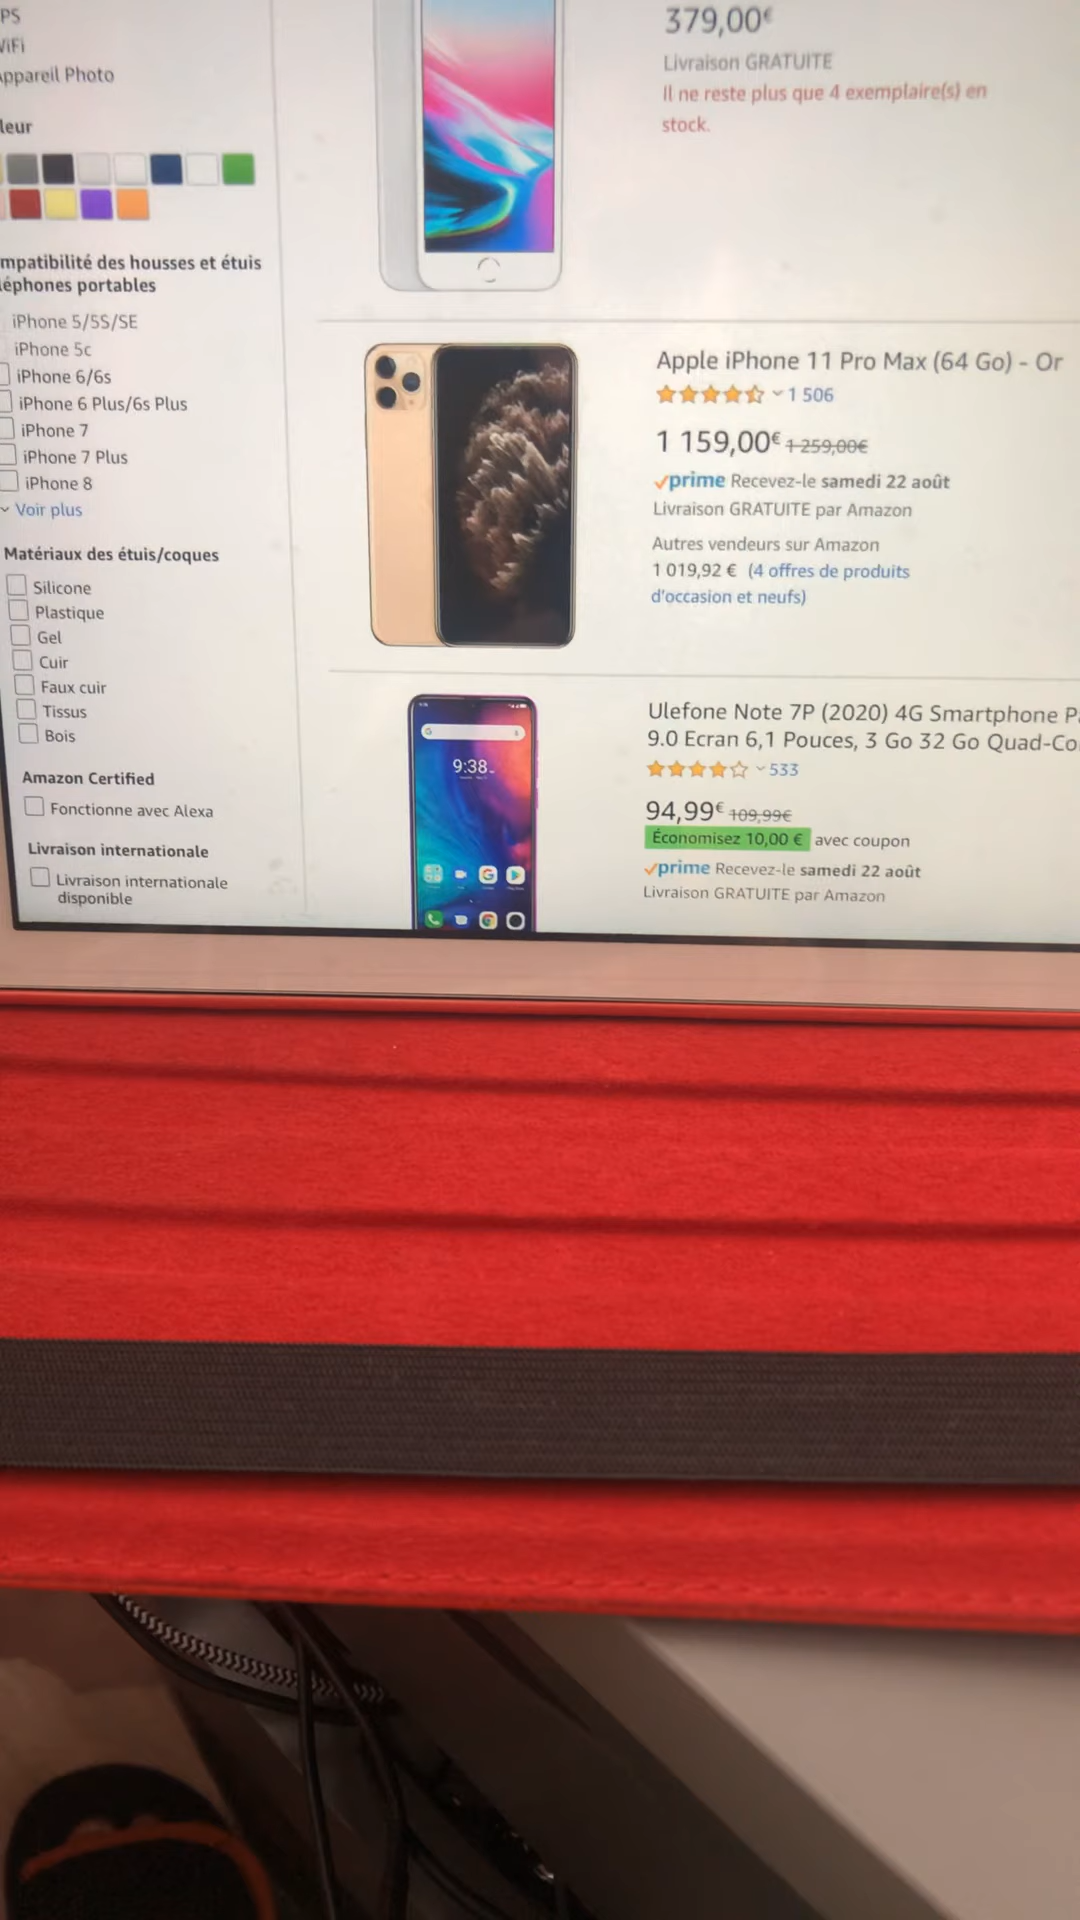 PS
WiFi
Appareil Photo
leur
mpatibilité des housses et étuis
léphones portables
iPhone 5/5S/SE
iPhone 5c
iPhone 6/6s
iPhone 6 Plus/6s Plus
iPhone 7
iPhone 7 Plus
iPhone 8
Voir plus
Matériaux des étuis/coques
Silicone
Plastique
Gel
Cuir
Faux cuir
Tissus
Bois
Amazon Certified
Fonctionne avec Alexa
Livraison internationale
Livraison internationale
disponible
379,00€
Livraison GRATUITE
Il ne reste plus que 4 exemplaire(s) en
stock.
Apple iPhone 11 Pro Max (64 Go) - Or
1 506
1 159,00€ 1 259,00€
prime Recevez-le samedi 22 août
Livraison GRATUITE par Amazon
Autres vendeurs sur Amazon
1 019,92 € (4 offres de produits
d'occasion et neufs)
9:38
Ulefone Note 7P (2020) 4G Smartphone P
9.0 Ecran 6,1 Pouces, 3 Go 32 Go Quad-Co
533
94,99€ 109,99€
Économisez 10,00 € avec coupon
prime Recevez-le samedi 22 août
Livraison GRATUITE par Amazon